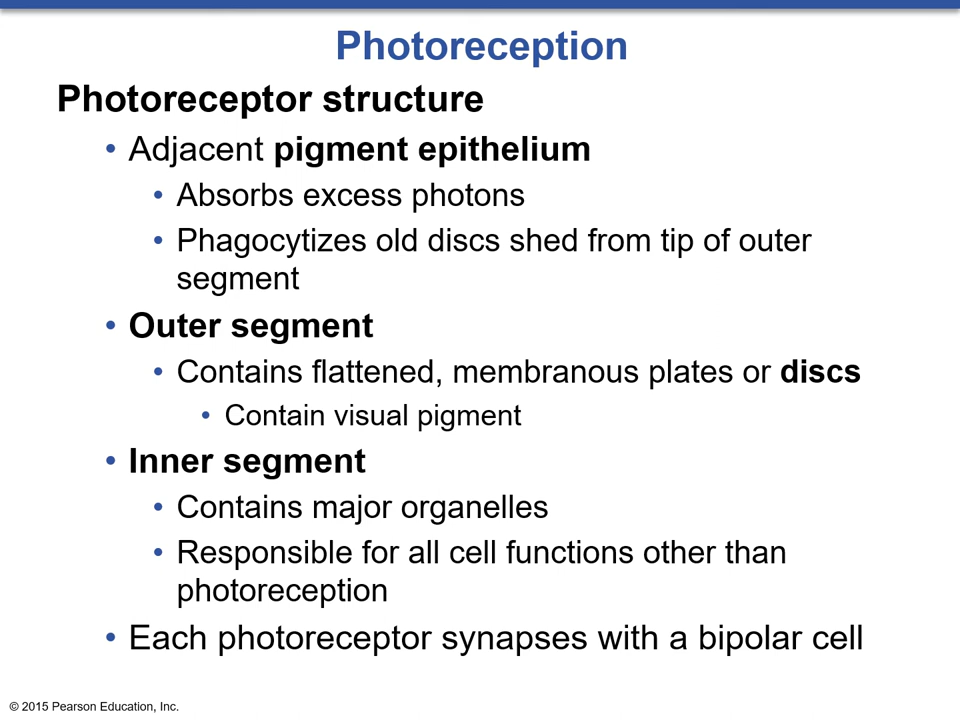 Photoreception
Photoreceptor structure
• Adjacent pigment epithelium
• Absorbs excess photons
• Phagocytizes old discs shed from tip of outer
segment
• Outer segment
• Contains flattened, membranous plates or discs
• Contain visual pigment
• Inner segment
• Contains major organelles
• Responsible for all cell functions other than
photoreception
• Each photoreceptor synapses with a bipolar cell
© 2015 Pearson Education, Inc.